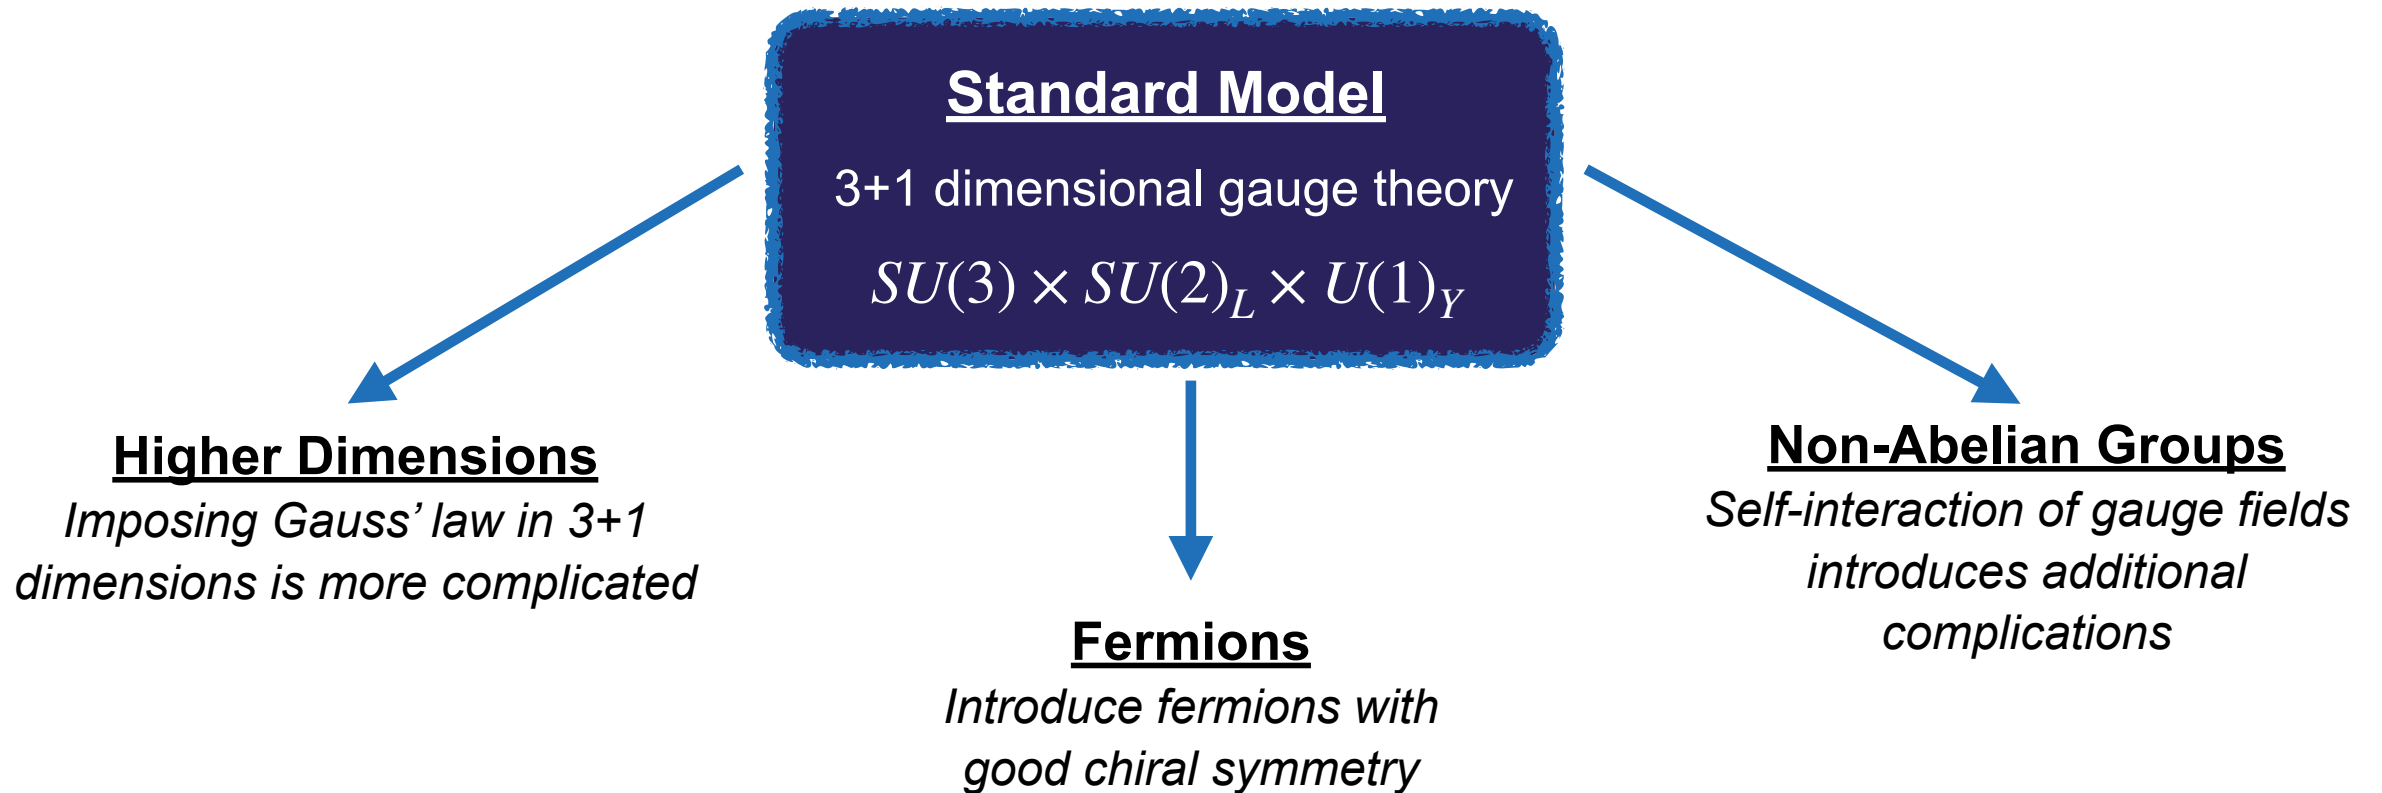 Standard Model
3+1 dimensional gauge theory
SU(3) × SU(2)_L × U(1)_Y
Higher Dimensions
Imposing Gauss’ law in 3+1
dimensions is more complicated
Fermions
Introduce fermions with
good chiral symmetry
Non-Abelian Groups
Self-interaction of gauge fields
introduces additional
complications